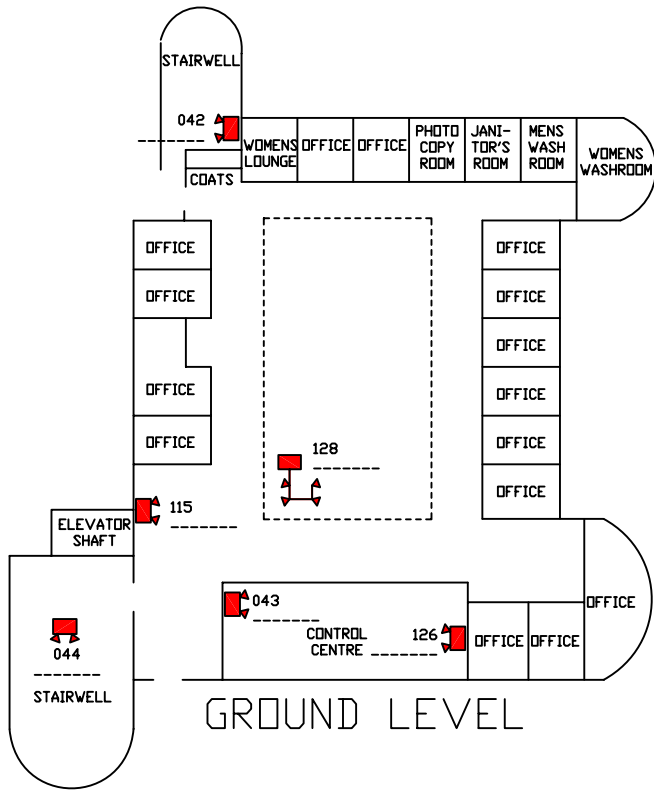 STAIRWELL
042
WOMENS
LOUNGE
OFFICE
OFFICE
PHOTO
COPY
ROOM
JANI-
TOR'S
ROOM
MENS
WASH
ROOM
WOMENS
WASHROOM
COATS
OFFICE
OFFICE
OFFICE
OFFICE
OFFICE
OFFICE
OFFICE
OFFICE
OFFICE
OFFICE
128
115
ELEVATOR
SHAFT
043
CONTROL
CENTRE
126
OFFICE
OFFICE
OFFICE
044
STAIRWELL
GROUND LEVEL